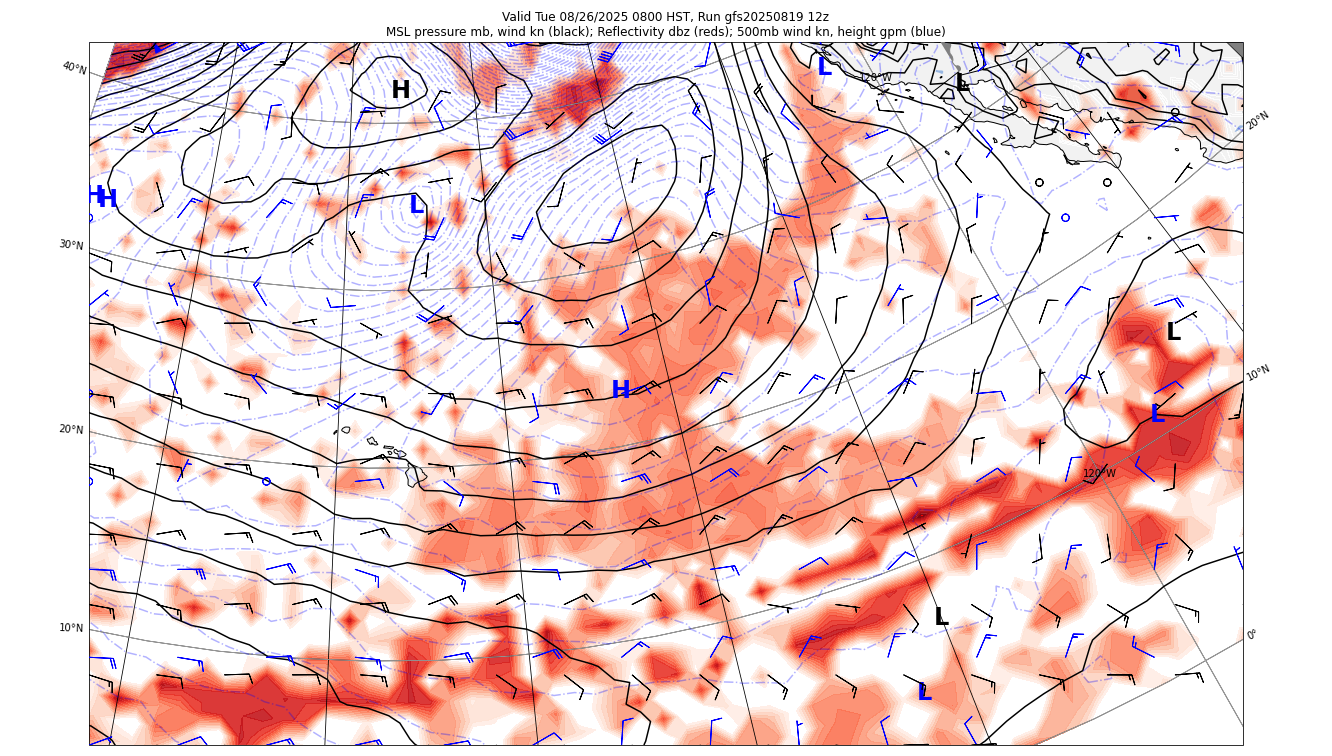 Valid Tue 08/26/2025 0800 HST, Run gfs20250819 12z
MSL pressure mb, wind kn (black); Reflectivity dbz (reds); 500mb wind kn, height gpm (blue)
40°N
H
L
120°W
L
20°N
H
H
L
30°N
L
10°N
H
L
20°N
120°W
10°N
L
0°
L